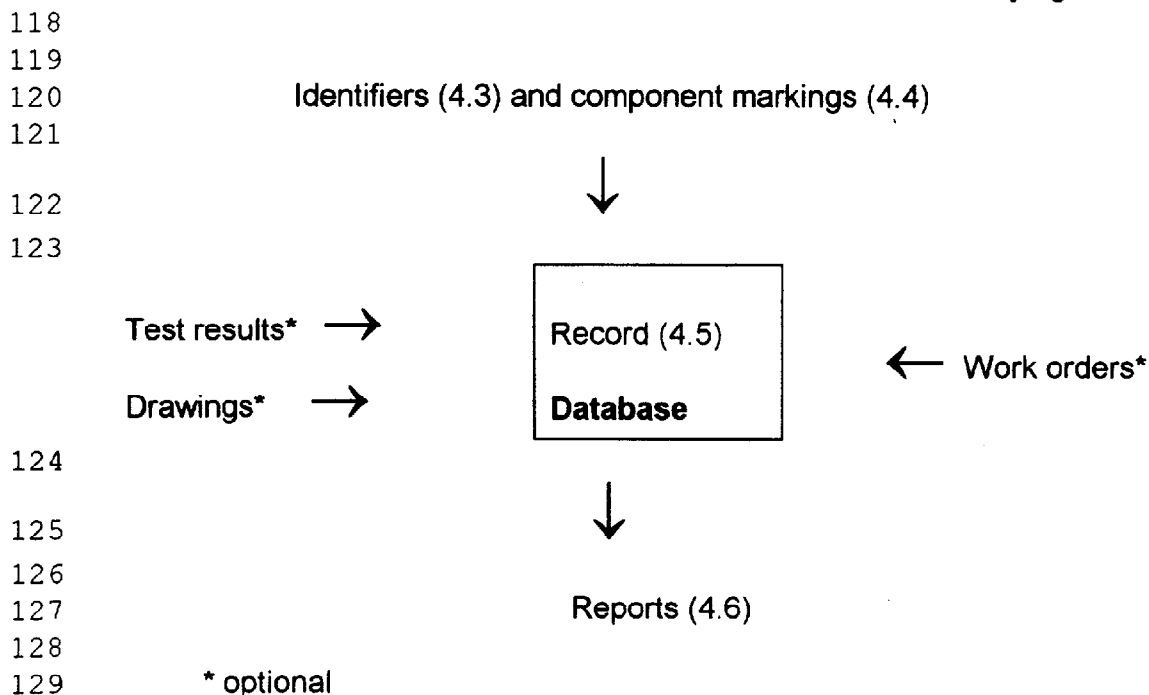 118
119
120 Identifiers (4.3) and component markings (4.4)
121
122
123
Test results* → Record (4.5)
← Work orders*
Drawings* → Database
124
125
126
127 Reports (4.6)
128
129 * optional